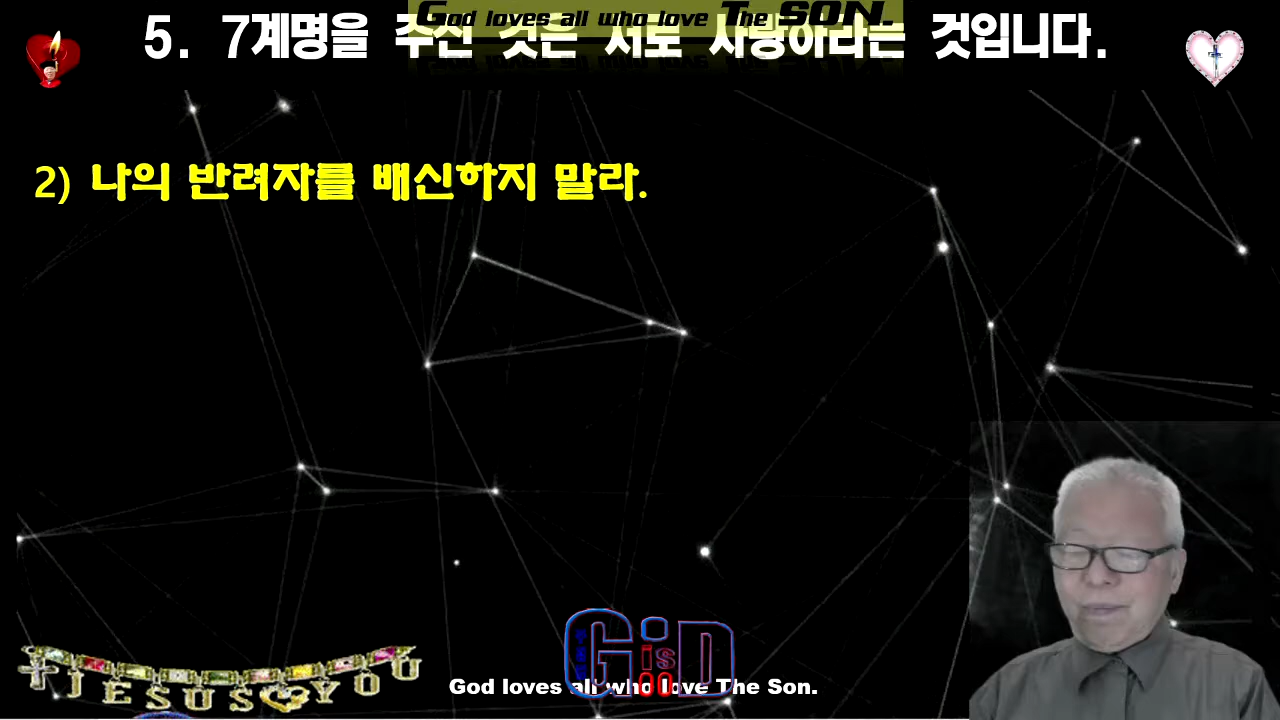 God loves all who love The SON.
5. 7계명을 주신 것은 서로 사랑하라는 것입니다.
2) 나의 반려자를 배신하지 말라.
JESUS YOU
G is D
God loves all who love The Son.